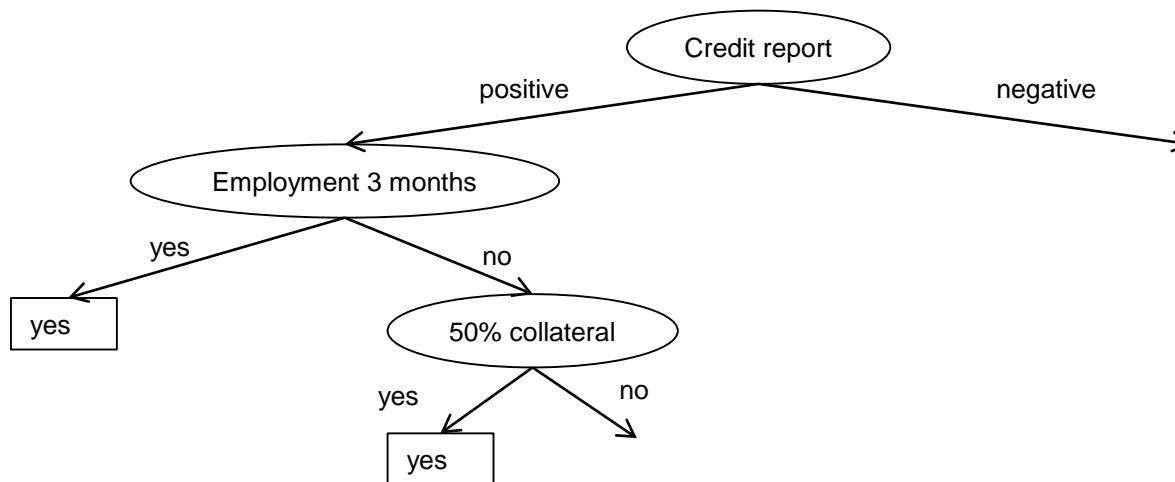 Credit report
positive
negative
Employment 3 months
yes
no
yes
50% collateral
yes
no
yes